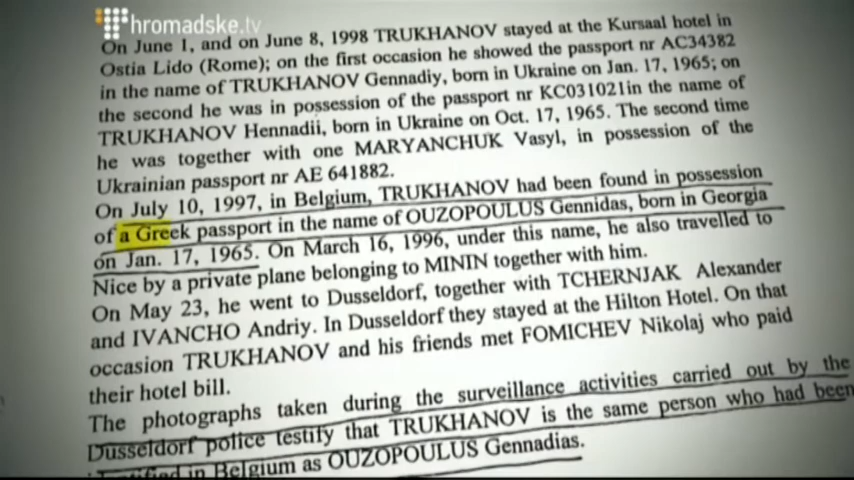 hromadske.tv
On June 1, and on June 8, 1998 TRUKHANOV stayed at the Kursaal hotel in
Ostia Lido (Rome); on the first occasion he showed the passport nr AC34382
in the name of TRUKHANOV Gennadiy, born in Ukraine on Jan. 17, 1965; on
the second he was in possession of the passport nr KC031021in the name of
TRUKHANOV Hennadii, born in Ukraine on Oct. 17, 1965. The second time
he was together with one MARYANCHUK Vasyl, in possession of the
Ukrainian passport nr AE 641882.
On July 10, 1997, in Belgium, TRUKHANOV had been found in possession
of a Greek passport in the name of OUZOPOULUS Gennidas, born in Georgia
on Jan. 17, 1965. On March 16, 1996, under this name, he also travelled to
Nice by a private plane belonging to MININ together with him.
On May 23, he went to Dusseldorf, together with TCHERNJAK Alexander
and IVANCHO Andriy. In Dusseldorf they stayed at the Hilton Hotel. On that
occasion TRUKHANOV and his friends met FOMICHEV Nikolaj who paid
their hotel bill.
The photographs taken during the surveillance activities carried out by the
Dusseldorf police testify that TRUKHANOV is the same person who had been
identified in Belgium as OUZOPOULUS Gennadias.